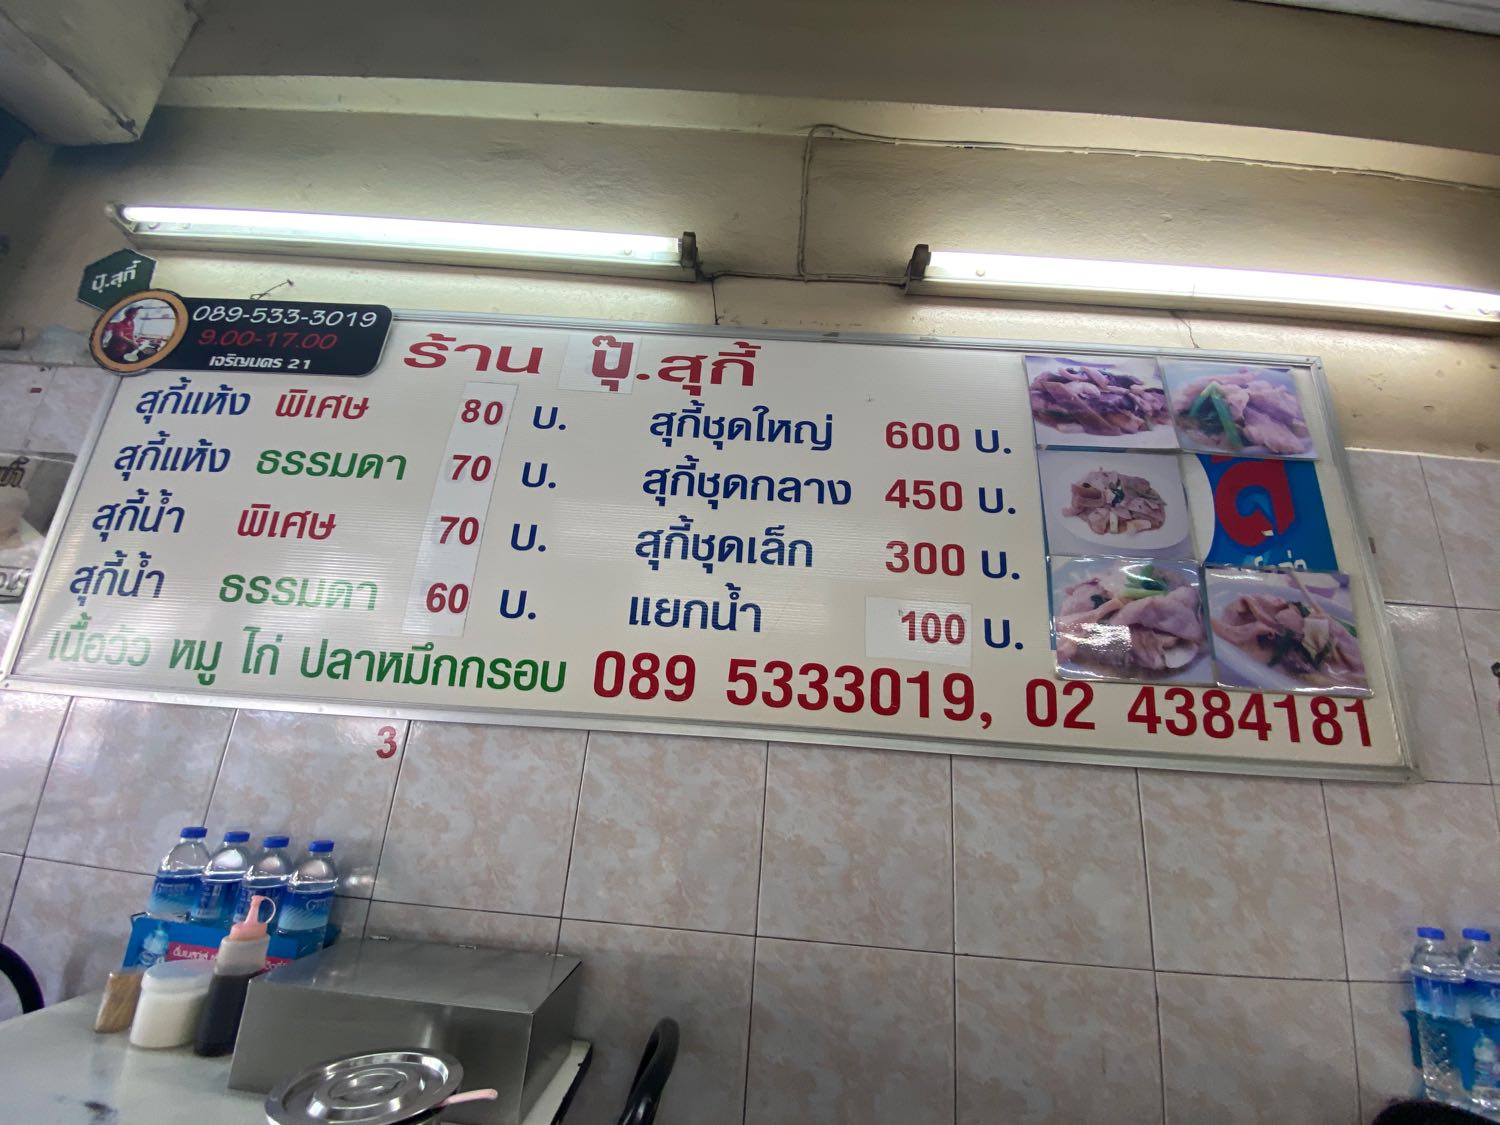 ปุ๊.สุกี้
089-533-3019
9.00-17.00
เจริญนคร 21
ร้าน ปุ๊.สุกี้
สุกี้แห้ง พิเศษ 80 บ.
สุกี้แห้ง ธรรมดา 70 บ.
สุกี้น้ำ พิเศษ 70 บ.
สุกี้น้ำ ธรรมดา 60 บ.
สุกี้ชุดใหญ่ 600 บ.
สุกี้ชุดกลาง 450 บ.
สุกี้ชุดเล็ก 300 บ.
แยกน้ำ 100 บ.
เนื้อวัว หมู ไก่ ปลาหมึกกรอบ 089 5333019, 02 4384181
3